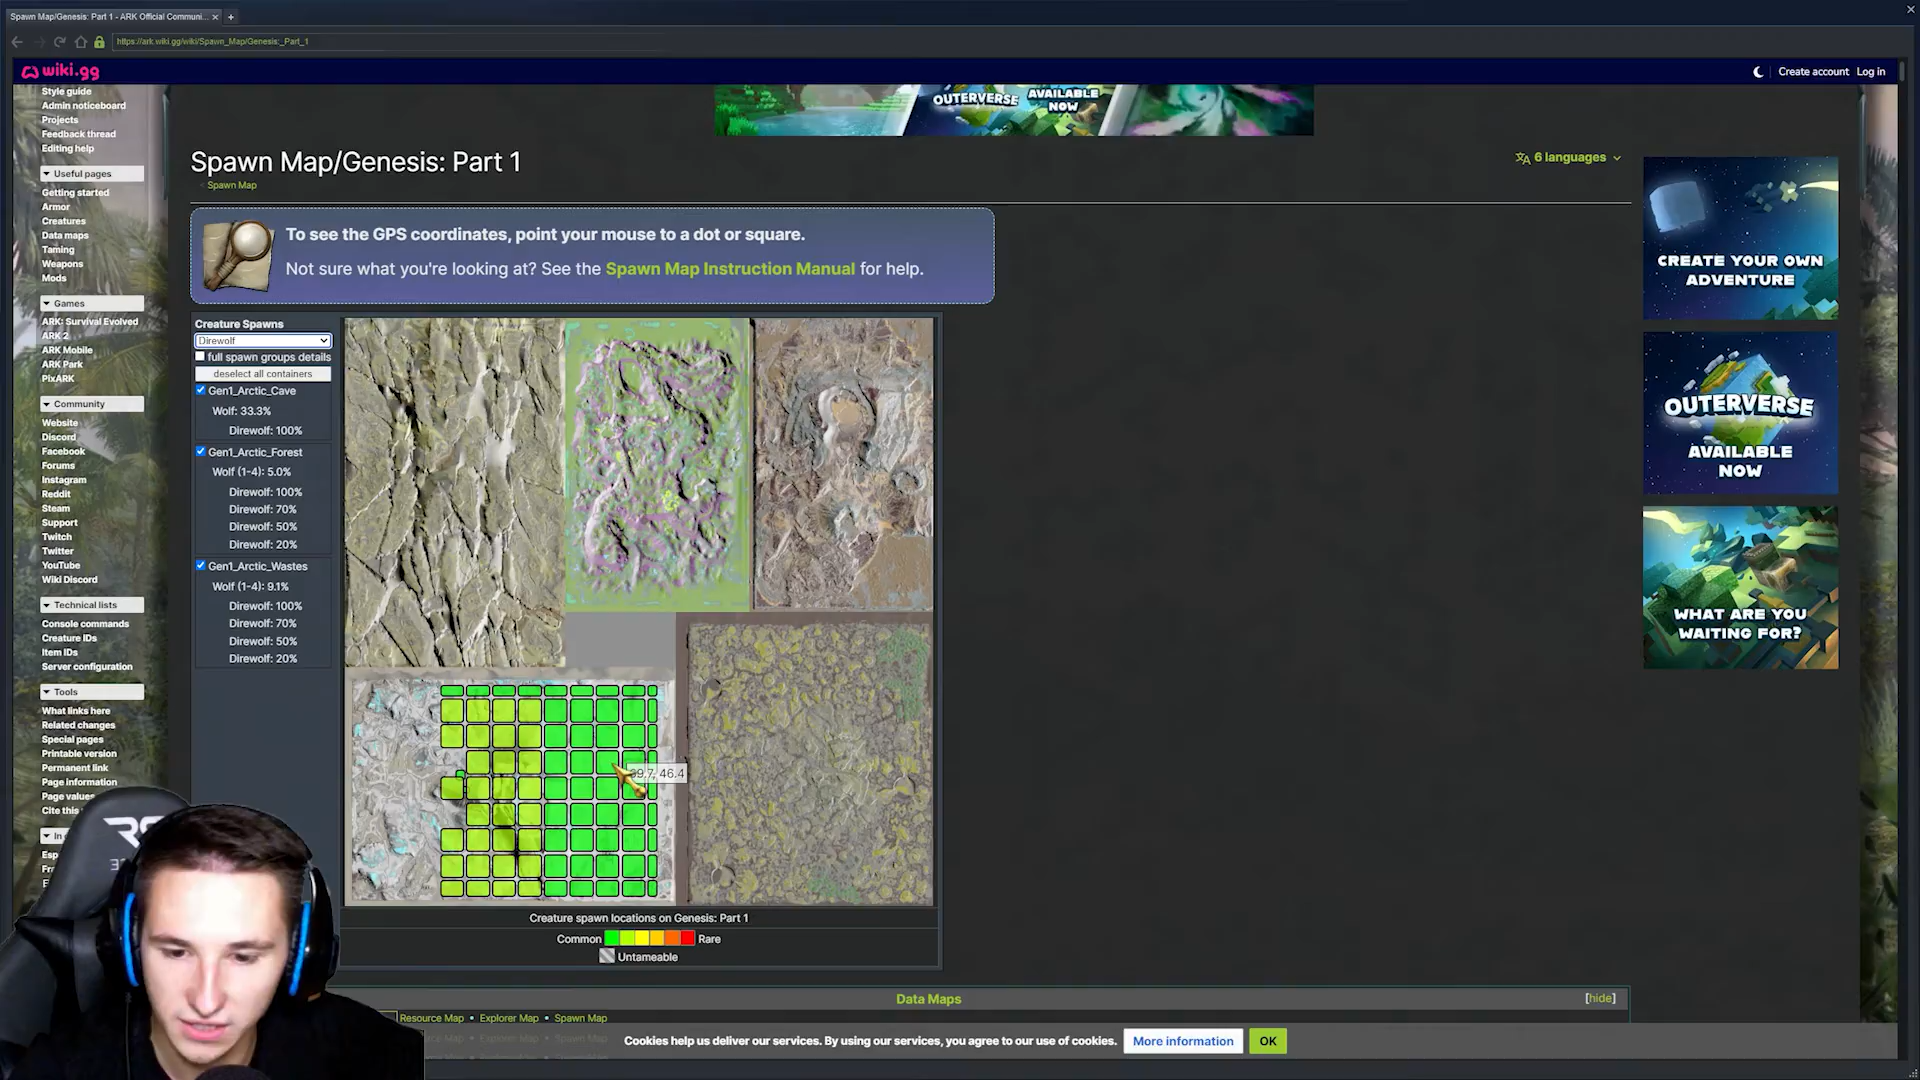 Spawn Map/Genesis: Part 1 - ARK Official Communi...
https://ark.wiki.gg/wiki/Spawn_Map/Genesis:_Part_1
wiki.gg
Create account Log in
Style guide
Admin noticeboard
Projects
Feedback thread
Editing help
Useful pages
Getting started
Armor
Creatures
Data maps
Taming
Weapons
Mods
Games
ARK: Survival Evolved
ARK 2
ARK Mobile
ARK Park
PixARK
Community
Website
Discord
Facebook
Forums
Instagram
Reddit
Steam
Support
Twitch
Twitter
YouTube
Wiki Discord
Technical lists
Console commands
Creature IDs
Item IDs
Server configuration
Tools
What links here
Related changes
Special pages
Printable version
Permanent link
Page information
Page values
Cite this
OUTERVERSE AVAILABLE NOW
Spawn Map/Genesis: Part 1
Spawn Map
6 languages
To see the GPS coordinates, point your mouse to a dot or square.
Not sure what you're looking at? See the Spawn Map Instruction Manual for help.
Creature Spawns
Direwolf
full spawn groups details
deselect all containers
Gen1_Arctic_Cave
Wolf: 33.3%
Direwolf: 100%
Gen1_Arctic_Forest
Wolf (1-4): 5.0%
Direwolf: 100%
Direwolf: 70%
Direwolf: 50%
Direwolf: 20%
Gen1_Arctic_Wastes
Wolf (1-4): 9.1%
Direwolf: 100%
Direwolf: 70%
Direwolf: 50%
Direwolf: 20%
46.4
Creature spawn locations on Genesis: Part 1
Common Rare
Untameable
CREATE YOUR OWN
ADVENTURE
OUTERVERSE
AVAILABLE
NOW
WHAT ARE YOU
WAITING FOR?
Data Maps
[hide]
Resource Map • Explorer Map • Spawn Map
Cookies help us deliver our services. By using our services, you agree to our use of cookies.
More information
OK